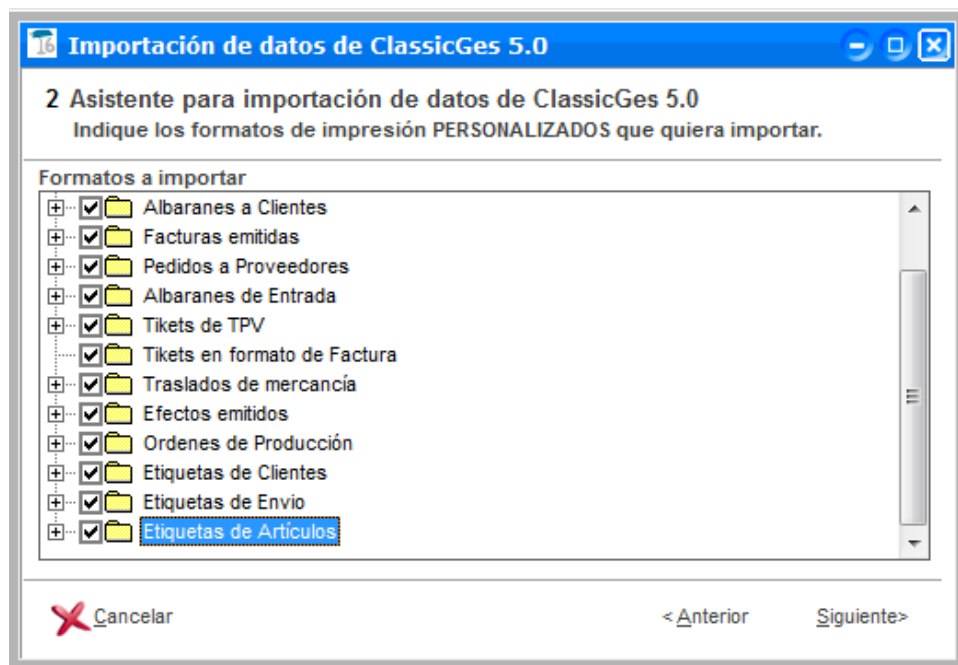 T6 Importación de datos de ClassicGes 5.0
2 Asistente para importación de datos de ClassicGes 5.0
Indique los formatos de impresión PERSONALIZADOS que quiera importar.
Formatos a importar
Albaranes a Clientes
Facturas emitidas
Pedidos a Proveedores
Albaranes de Entrada
Tikets de TPV
Tikets en formato de Factura
Traslados de mercancía
Efectos emitidos
Ordenes de Producción
Etiquetas de Clientes
Etiquetas de Envio
Etiquetas de Artículos
Cancelar
< Anterior
Siguiente>